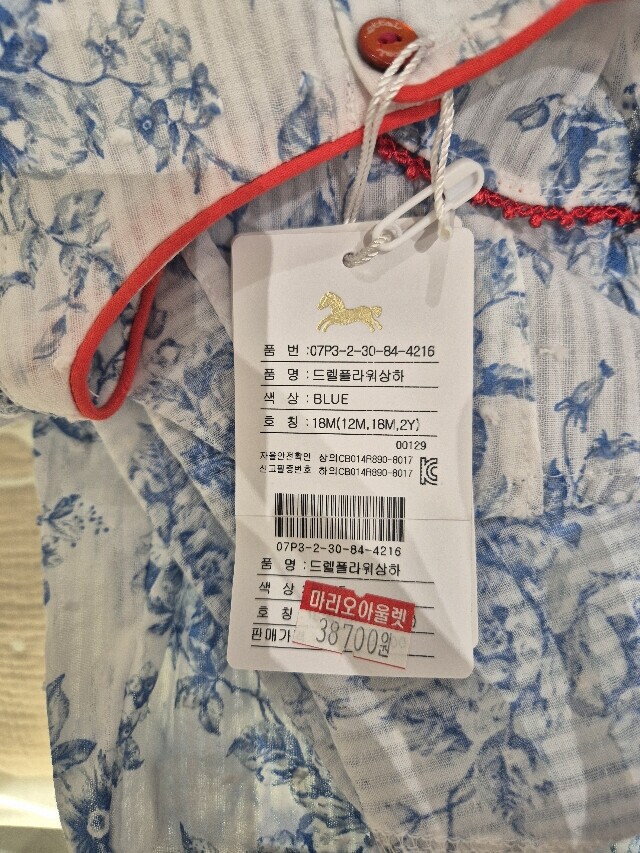 품 번 :07P3-2-30-84-4216
품 명 :드렐플라워상하
색 상 :BLUE
호 칭 :18M(12M,18M,2Y)
00129
자율안전확인 상의CB014R890-8017
신고필증번호 하의CB014R890-8017
07P3-2-30-84-4216
품 명 :드렐플라워상하
색 상
호 칭
마리오아울렛
판매가
38700원